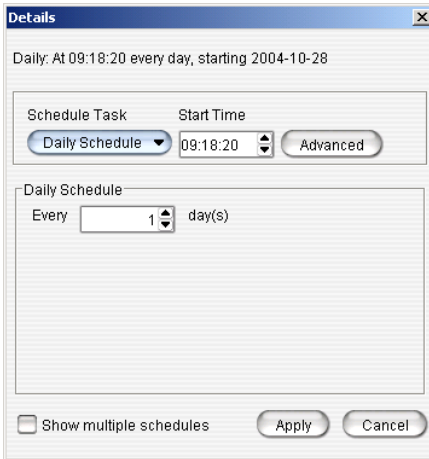 Details
Daily: At 09:18:20 every day, starting 2004-10-28
Schedule Task Start Time
Daily Schedule 09:18:20 Advanced
Daily Schedule
Every 1 day(s)
Show multiple schedules Apply Cancel